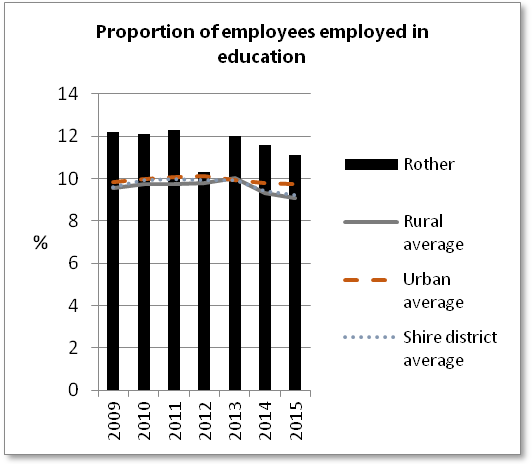 Proportion of employees employed in
education
14
12
10
8
6
4
2
0
%
2009
2010
2011
2012
2013
2014
2015
Rother
Rural
average
Urban
average
Shire district
average